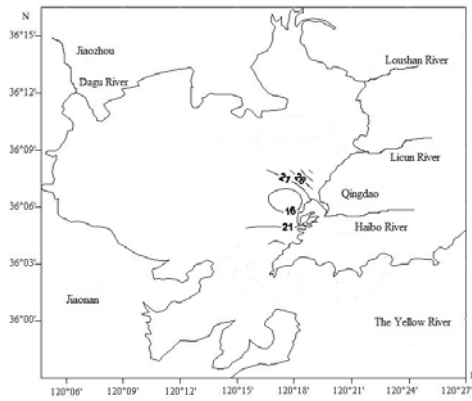 N
36°15'
Jiaozhou
Loushan River
Dagu River
36°12'
36°09'
Licun River
21
Qingdao
36°06'
16
21
Haibo River
36°03'
Jiaonan
36°00'
The Yellow River
120°06'
120°09'
120°12'
120°15'
120°18'
120°21'
120°24'
120°27'